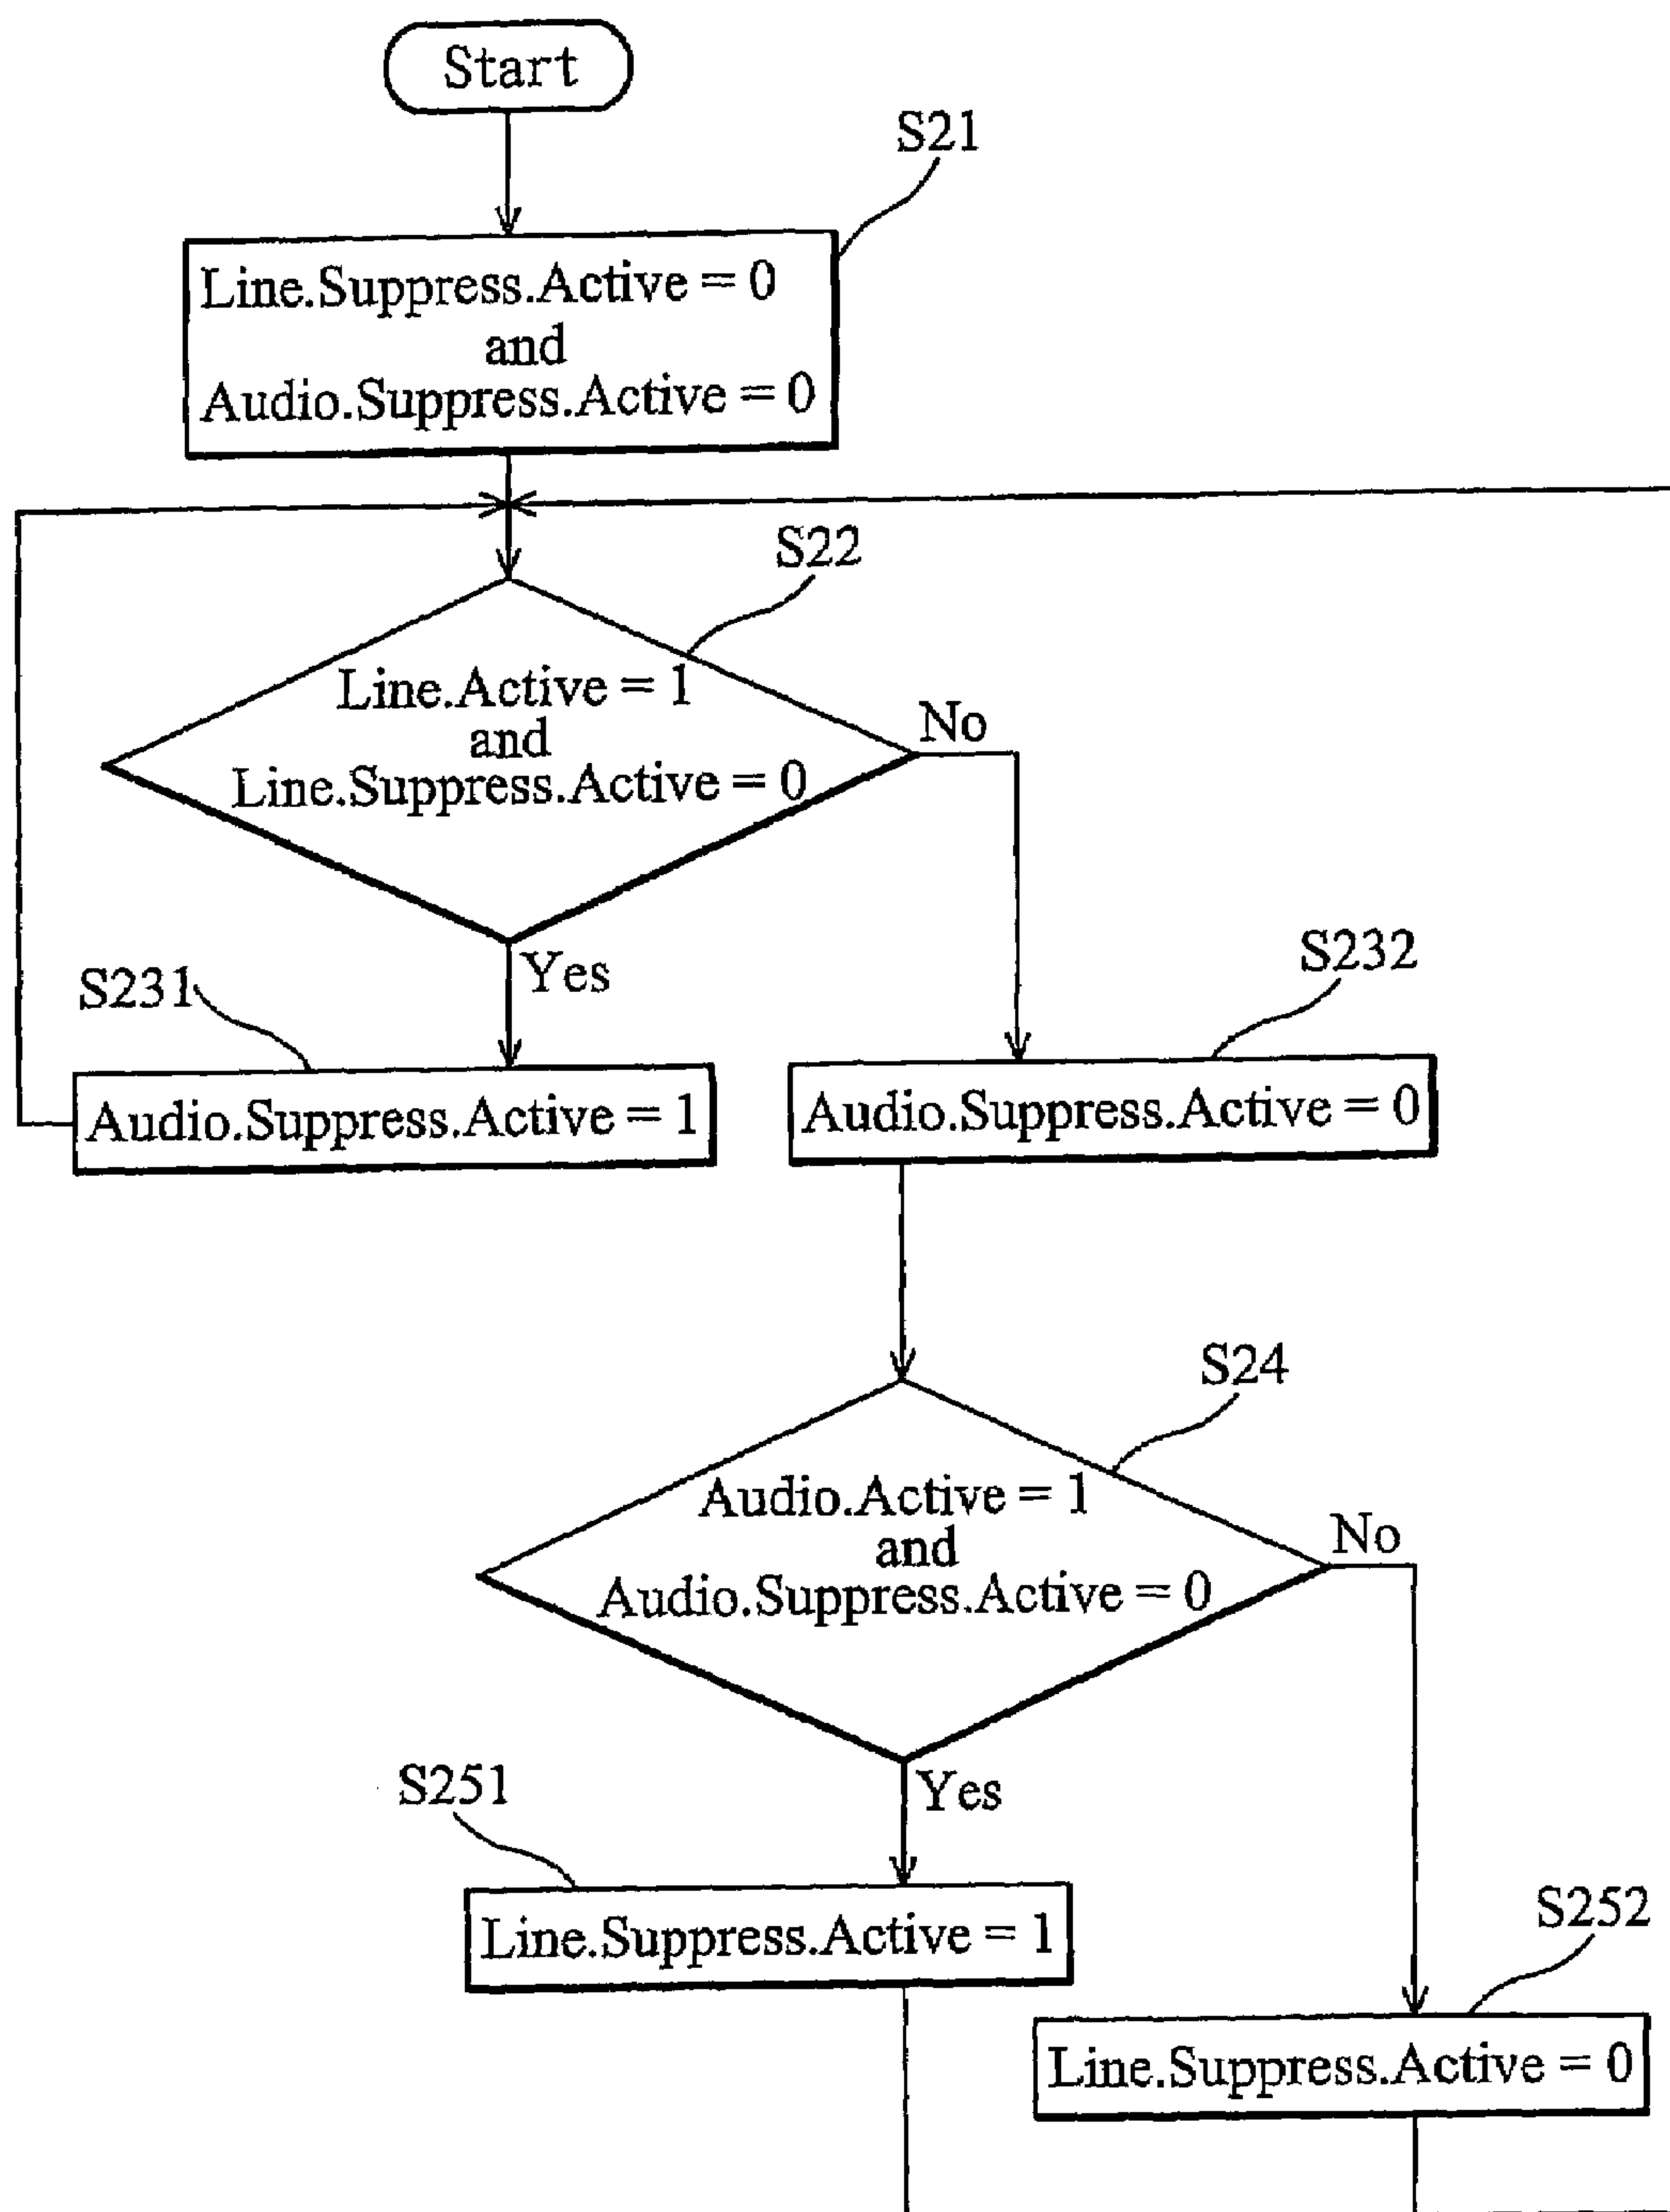 Start
S21
Line.Suppress.Active = 0
and
Audio.Suppress.Active = 0
S22
Line.Active = 1
and
Line.Suppress.Active = 0
No
Yes
S231
S232
Audio.Suppress.Active = 1
Audio.Suppress.Active = 0
S24
Audio.Active = 1
and
Audio.Suppress.Active = 0
No
Yes
S251
Line.Suppress.Active = 1
S252
Line.Suppress.Active = 0